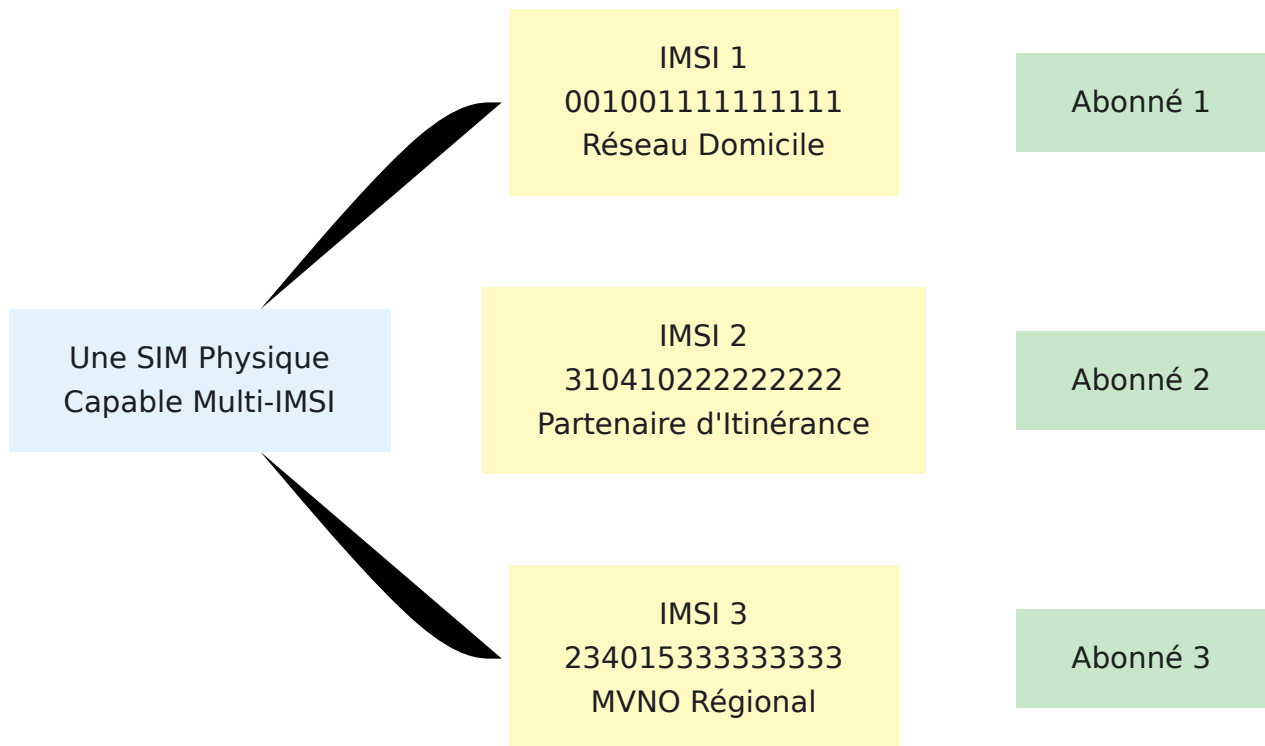 IMSI 1
001001111111111
Réseau Domicile
Abonné 1
Une SIM Physique
Capable Multi-IMSI
IMSI 2
310410222222222
Partenaire d'Itinérance
Abonné 2
IMSI 3
234015333333333
MVNO Régional
Abonné 3